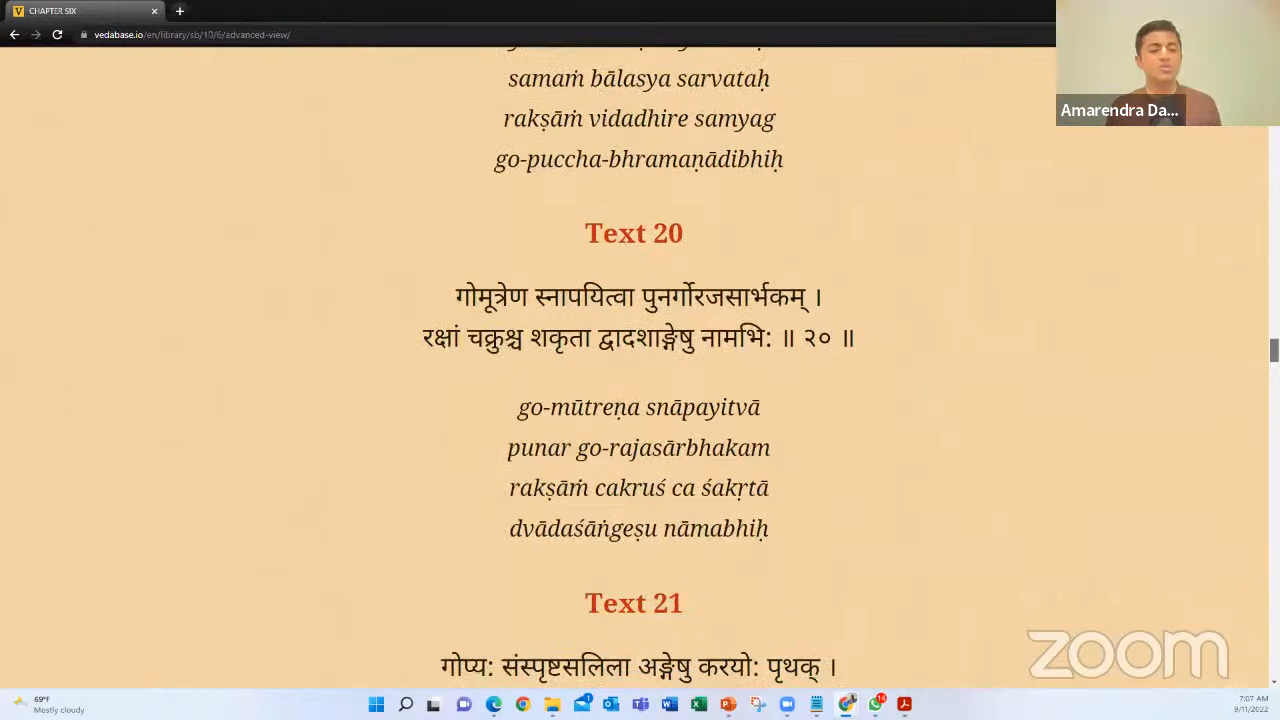 CHAPTER SIX
vedabase.io/en/library/sb/10/6/advanced-view/
Amarendra Da...
samaṁ bālasya sarvataḥ
rakṣāṁ vidadhire samyag
go-puccha-bhramaṇādibhiḥ
Text 20
गोमूत्रेण स्नापयित्वा पुनर्गोरजसार्भकम् ।
रक्षां चक्रुश्च शकृता द्वादशाङ्गेषु नामभि: ॥ २० ॥
go-mūtreṇa snāpayitvā
punar go-rajasārbhakam
rakṣāṁ cakruś ca śakṛtā
dvādaśāṅgeṣu nāmabhiḥ
Text 21
गोप्य: संस्पृष्टसलिला अङ्गेषु करयो: पृथक् ।
zoom
69°F
Mostly cloudy
14
7:07 AM
9/11/2022